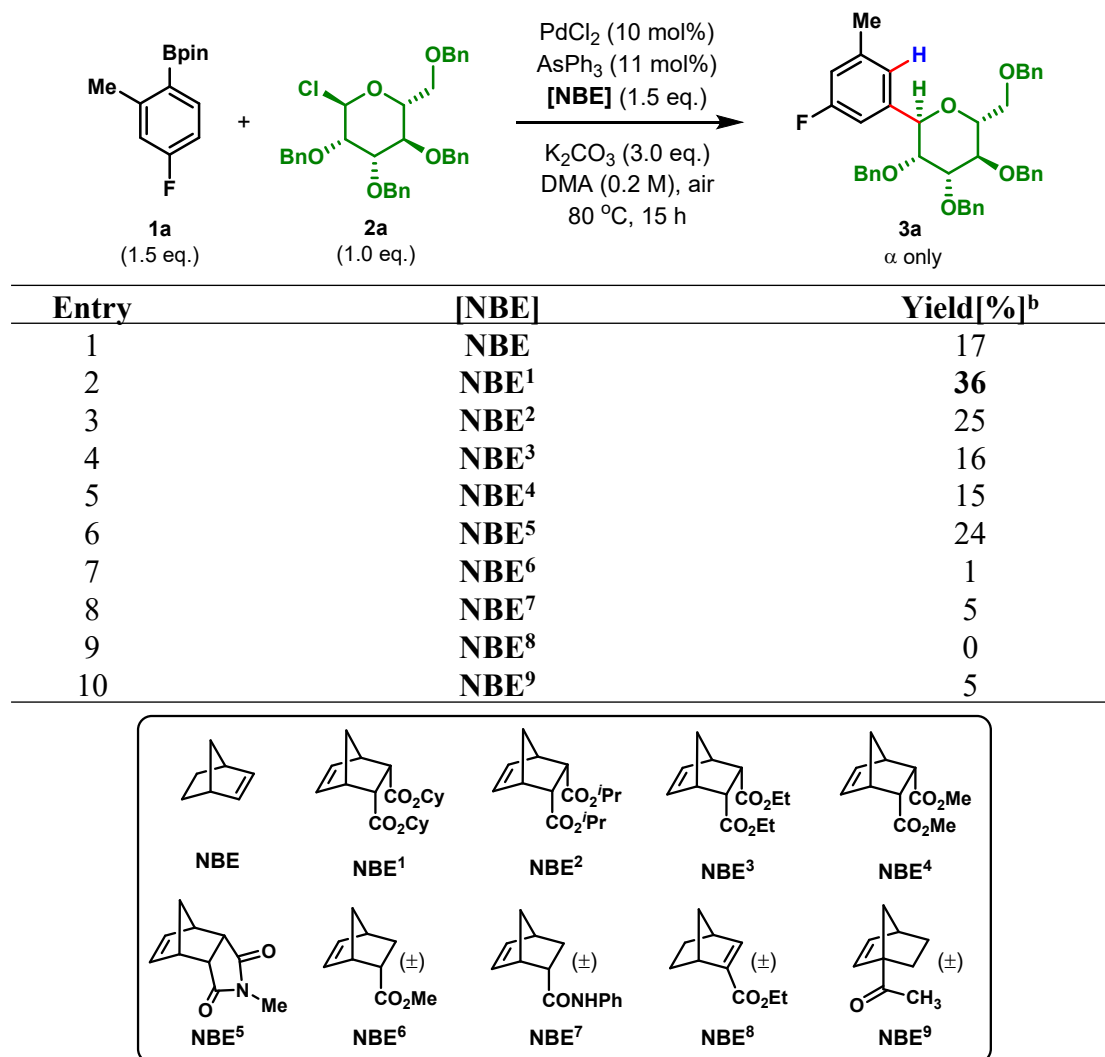 Bpin
Me
F
1a
(1.5 eq.)
+
Cl
O
OBn
BnO
OBn
OBn
2a
(1.0 eq.)
PdCl₂ (10 mol%)
AsPh₃ (11 mol%)
[NBE] (1.5 eq.)
K₂CO₃ (3.0 eq.)
DMA (0.2 M), air
80 °C, 15 h
Me
H
H
O
OBn
F
BnO
OBn
OBn
3a
α only
Entry [NBE] Yield[%]ᵇ
1 NBE 17
2 NBE¹ 36
3 NBE² 25
4 NBE³ 16
5 NBE⁴ 15
6 NBE⁵ 24
7 NBE⁶ 1
8 NBE⁷ 5
9 NBE⁸ 0
10 NBE⁹ 5
NBE
CO₂Cy
CO₂Cy
NBE¹
CO₂ⁱPr
CO₂ⁱPr
NBE²
CO₂Et
CO₂Et
NBE³
CO₂Me
CO₂Me
NBE⁴
O
O
N
Me
NBE⁵
(±)
CO₂Me
NBE⁶
(±)
CONHPh
NBE⁷
(±)
CO₂Et
NBE⁸
(±)
O
CH₃
NBE⁹